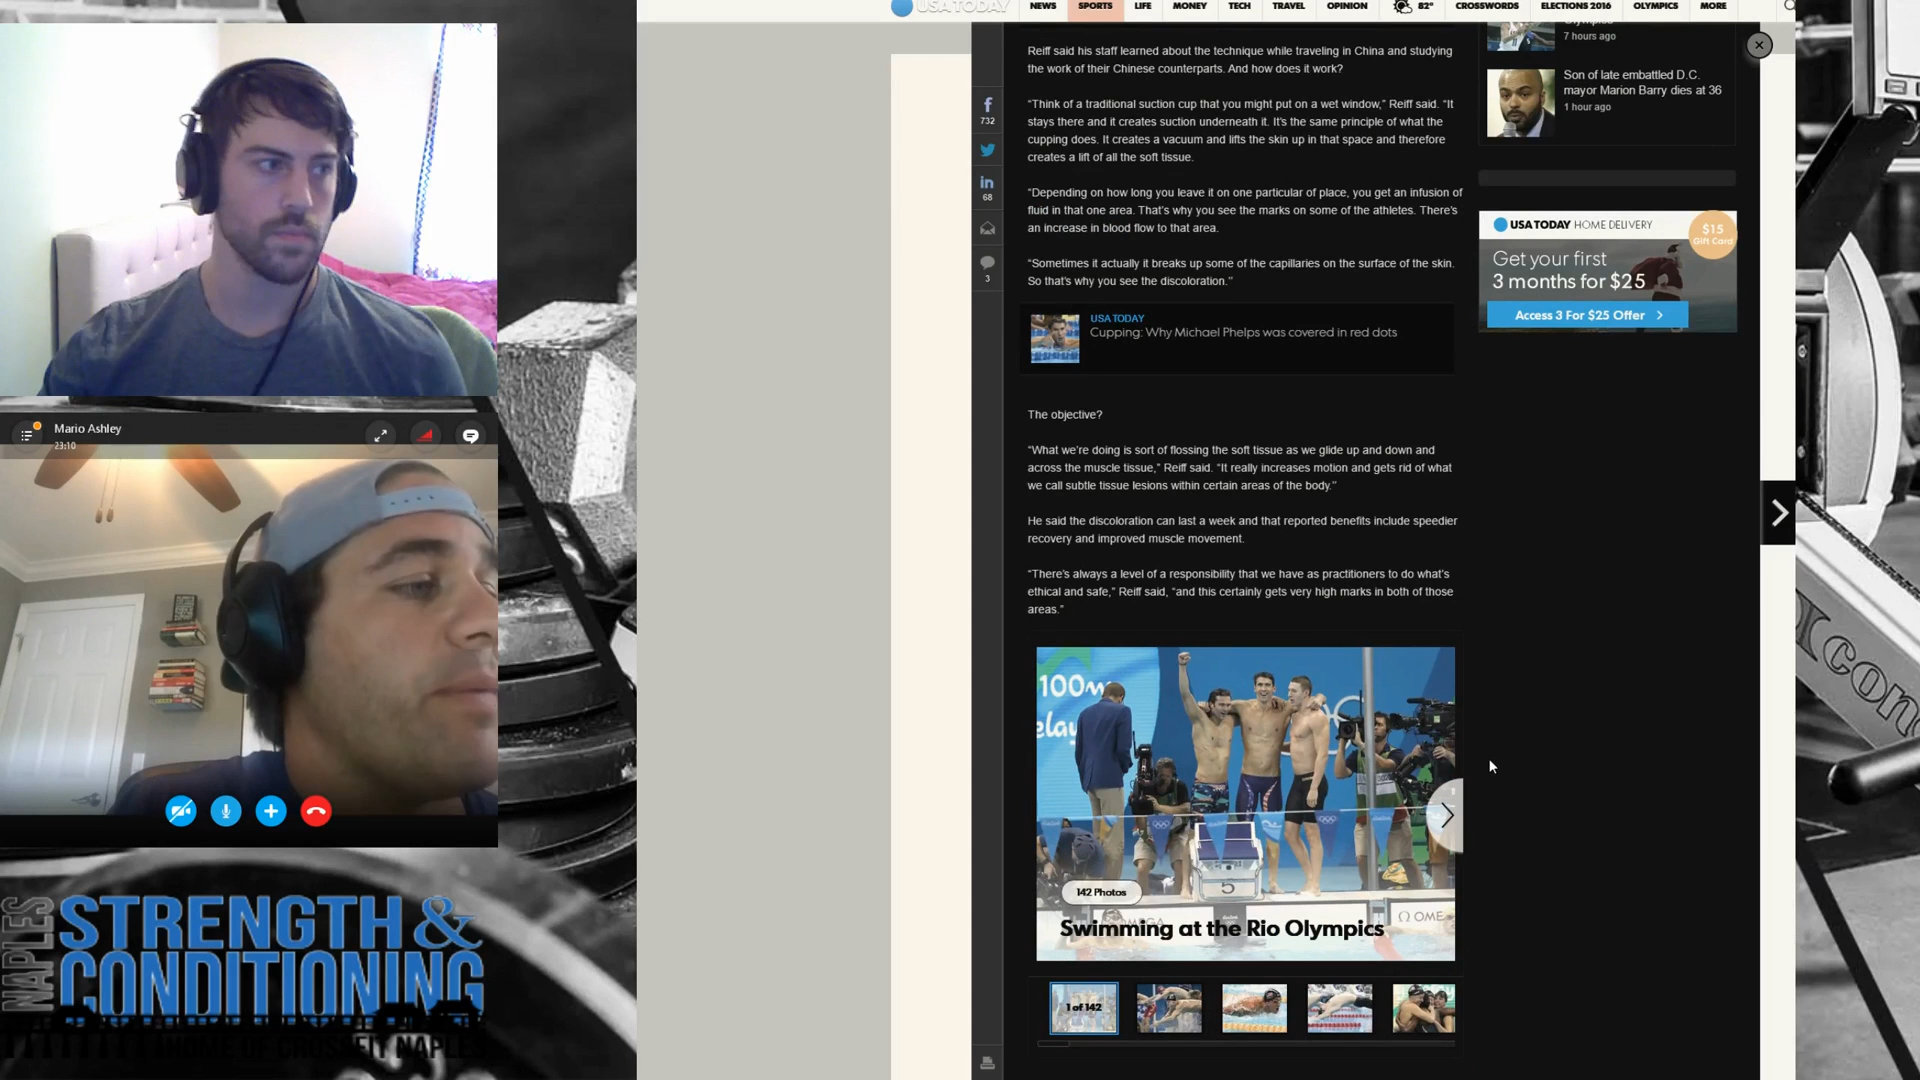 USA TODAY
NEWS SPORTS LIFE MONEY TECH TRAVEL OPINION 82° CROSSWORDS ELECTIONS 2016 OLYMPICS MORE
Reiff said his staff learned about the technique while traveling in China and studying
the work of their Chinese counterparts. And how does it work?
“Think of a traditional suction cup that you might put on a wet window,” Reiff said. “It
stays there and it creates suction underneath it. It’s the same principle of what the
cupping does. It creates a vacuum and lifts the skin up in that space and therefore
creates a lift of all the soft tissue.
“Depending on how long you leave it on one particular of place, you get an infusion of
fluid in that one area. That’s why you see the marks on some of the athletes. There’s
an increase in blood flow to that area.
“Sometimes it actually it breaks up some of the capillaries on the surface of the skin.
So that’s why you see the discoloration.”
USA TODAY
Cupping: Why Michael Phelps was covered in red dots
The objective?
“What we’re doing is sort of flossing the soft tissue as we glide up and down and
across the muscle tissue,” Reiff said. “It really increases motion and gets rid of what
we call subtle tissue lesions within certain areas of the body.”
He said the discoloration can last a week and that reported benefits include speedier
recovery and improved muscle movement.
“There’s always a level of a responsibility that we have as practitioners to do what’s
ethical and safe,” Reiff said, “and this certainly gets very high marks in both of those
areas.”
100m
elay
5
OMEGA
OME
142 Photos
Swimming at the Rio Olympics
1 of 142
732
in
68
3
Olympics
7 hours ago
Son of late embattled D.C.
mayor Marion Barry dies at 36
1 hour ago
USA TODAY HOME DELIVERY
$15
Gift Card
Get your first
3 months for $25
Access 3 For $25 Offer
Mario Ashley
23:10
NAPLES
STRENGTH &
CONDITIONING
HOME OF CROSSFIT NAPLES
Icon